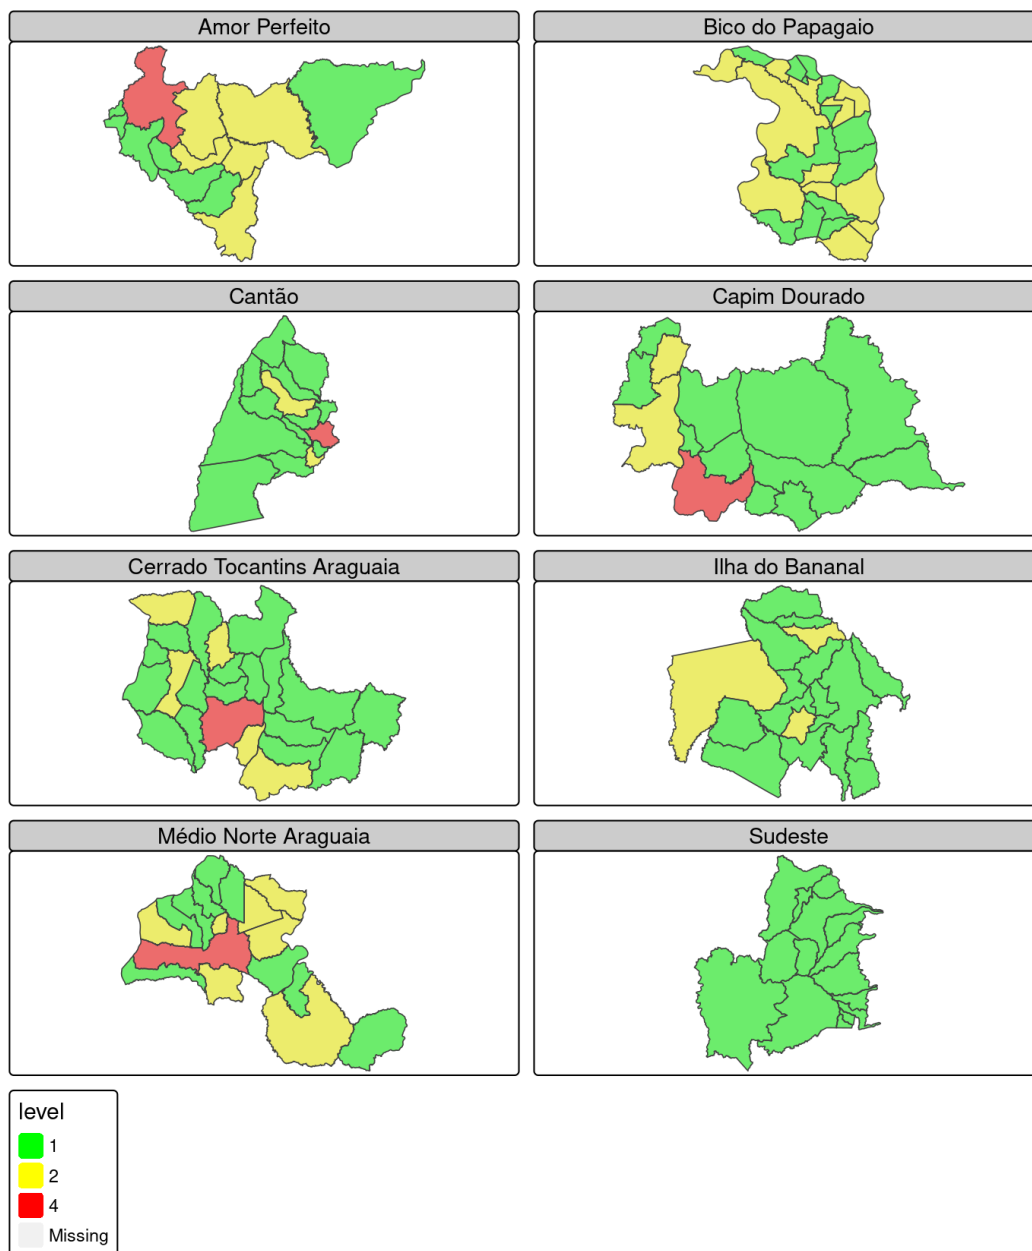 Amor Perfeito
Bico do Papagaio
Cantão
Capim Dourado
Cerrado Tocantins Araguaia
Ilha do Bananal
Médio Norte Araguaia
Sudeste
level
1
2
4
Missing